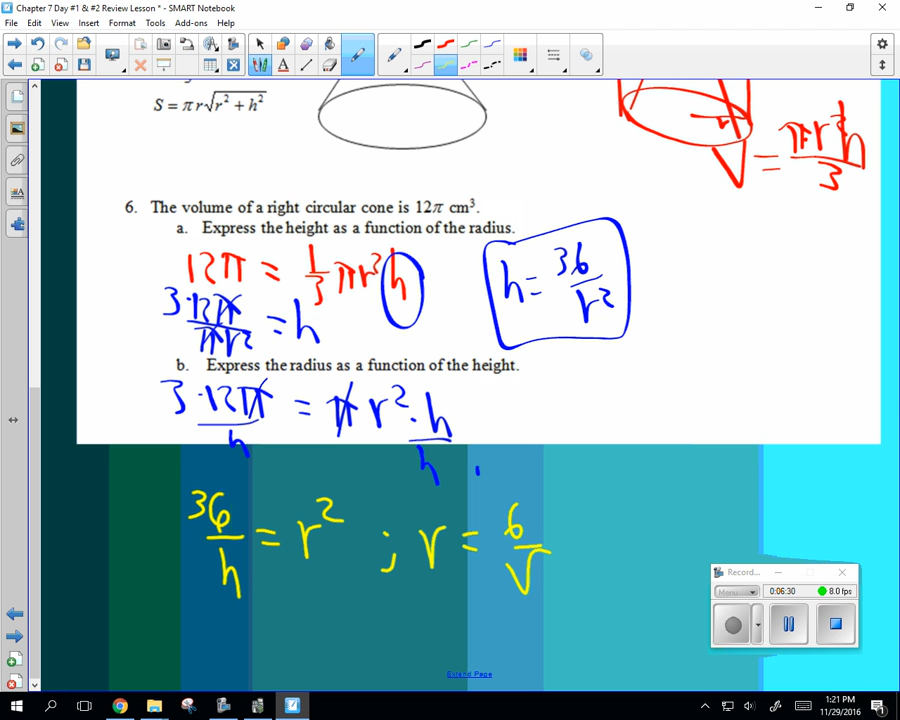 Chapter 7 Day #1 & #2 Review Lesson * - SMART Notebook
File Edit View Insert Format Tools Add-ons Help
S = πr√(r² + h²)
r
V = πr²h/3
6. The volume of a right circular cone is 12π cm³.
a. Express the height as a function of the radius.
12π = 1/3 πr²h
h = 36/r²
3·12π/πr² = h
b. Express the radius as a function of the height.
3·12π/h = πr²·h/h
36/h = r² ; r = 6/√
Record...
Menu 0:06:30 8.0 fps
Extend Page
1:21 PM
11/29/2016
1